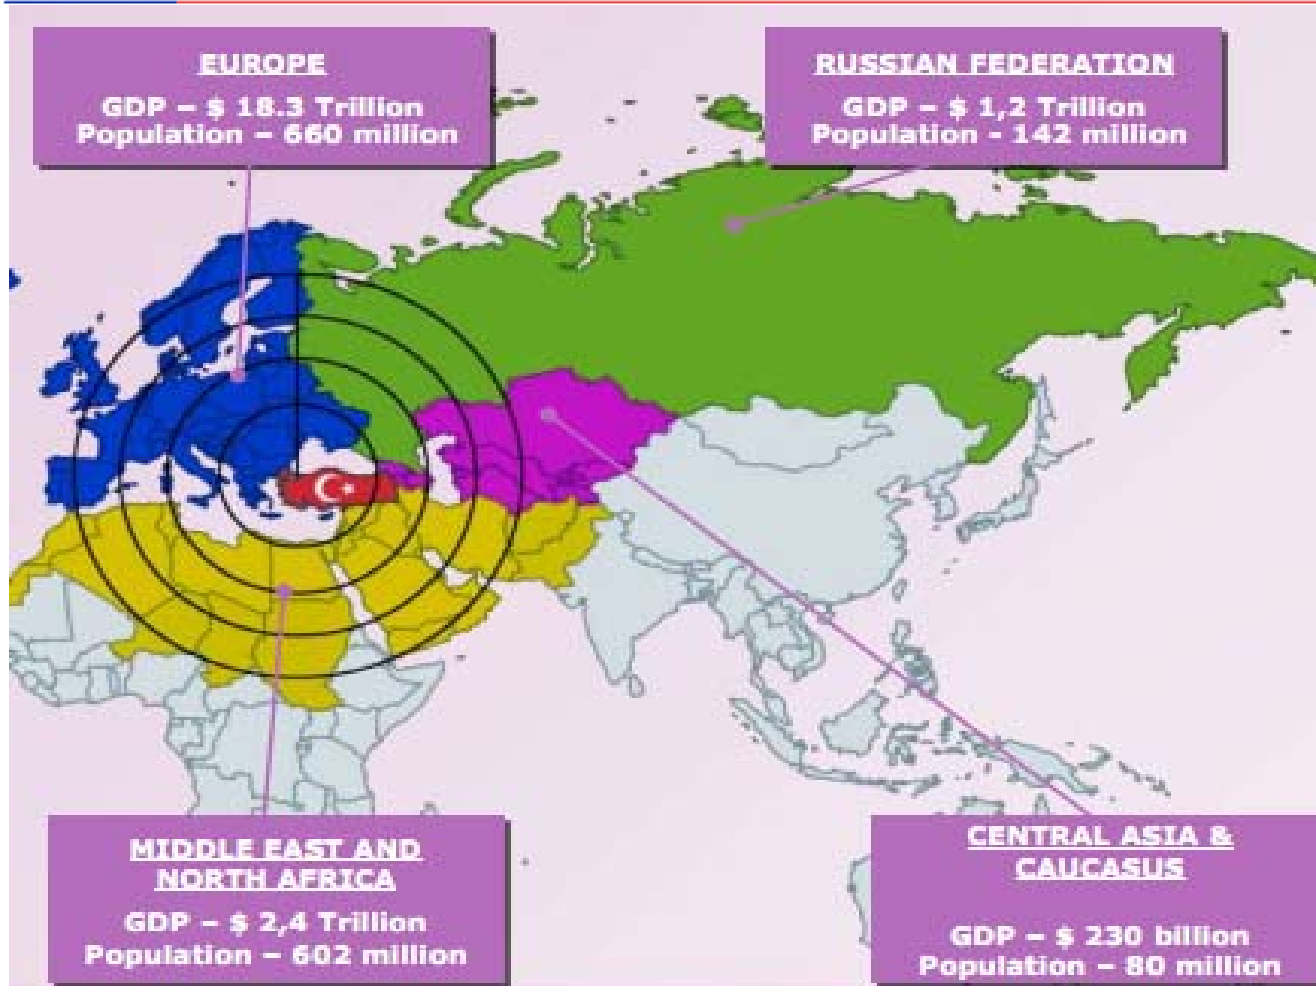 EUROPE
GDP – $ 18.3 Trillion
Population – 660 million
RUSSIAN FEDERATION
GDP – $ 1,2 Trillion
Population - 142 million
MIDDLE EAST AND
NORTH AFRICA
GDP – $ 2,4 Trillion
Population – 602 million
CENTRAL ASIA &
CAUCASUS
GDP – $ 230 billion
Population – 80 million